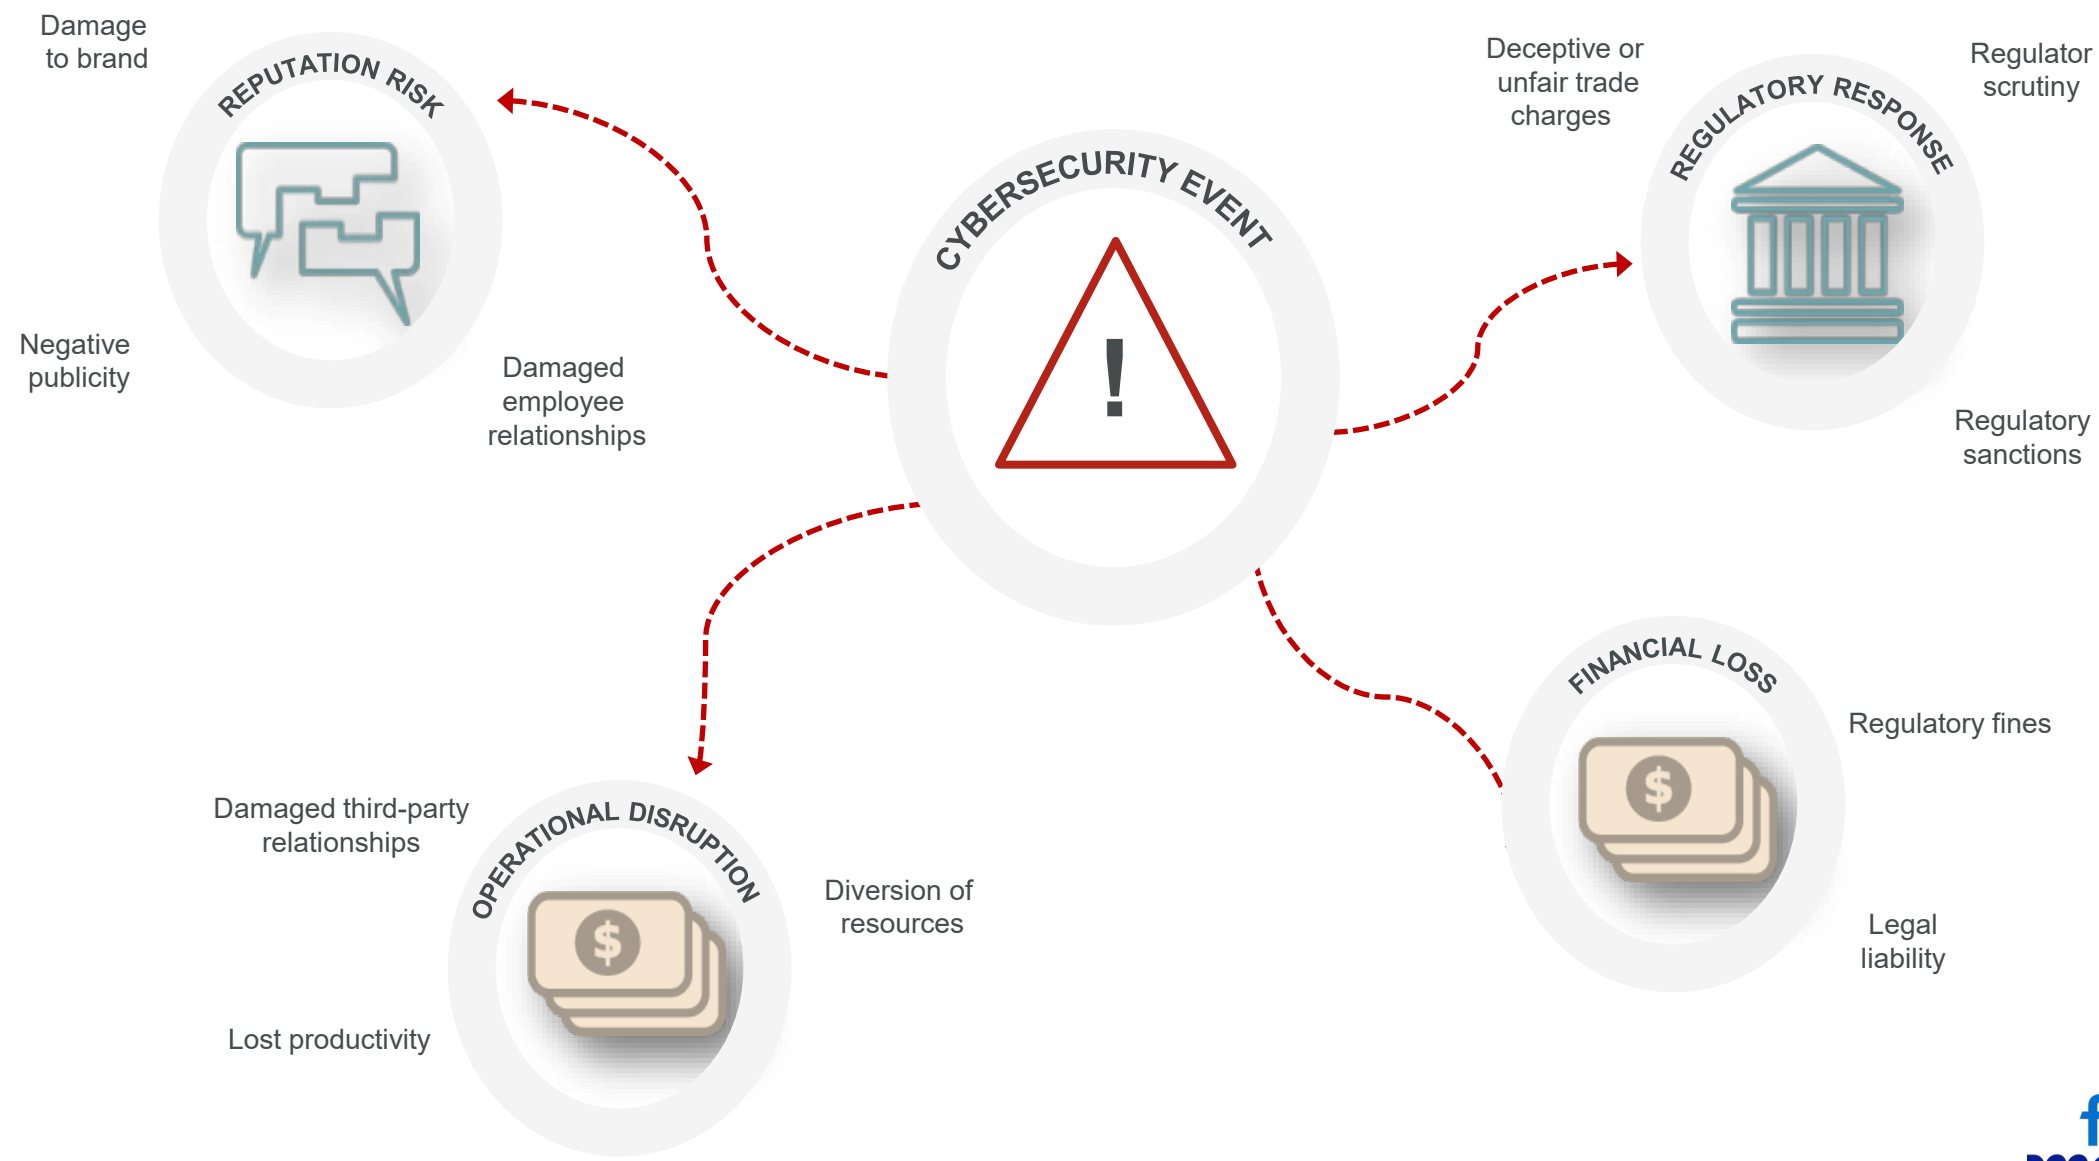 Damage
to brand
REPUTATION RISK
Negative
publicity
Damaged
employee
relationships
CYBERSECURITY EVENT
!
Deceptive or
unfair trade
charges
REGULATORY RESPONSE
Regulator
scrutiny
Regulatory
sanctions
FINANCIAL LOSS
$
Regulatory fines
Legal
liability
Damaged third-party
relationships
OPERATIONAL DISRUPTION
$
Diversion of
resources
Lost productivity
f